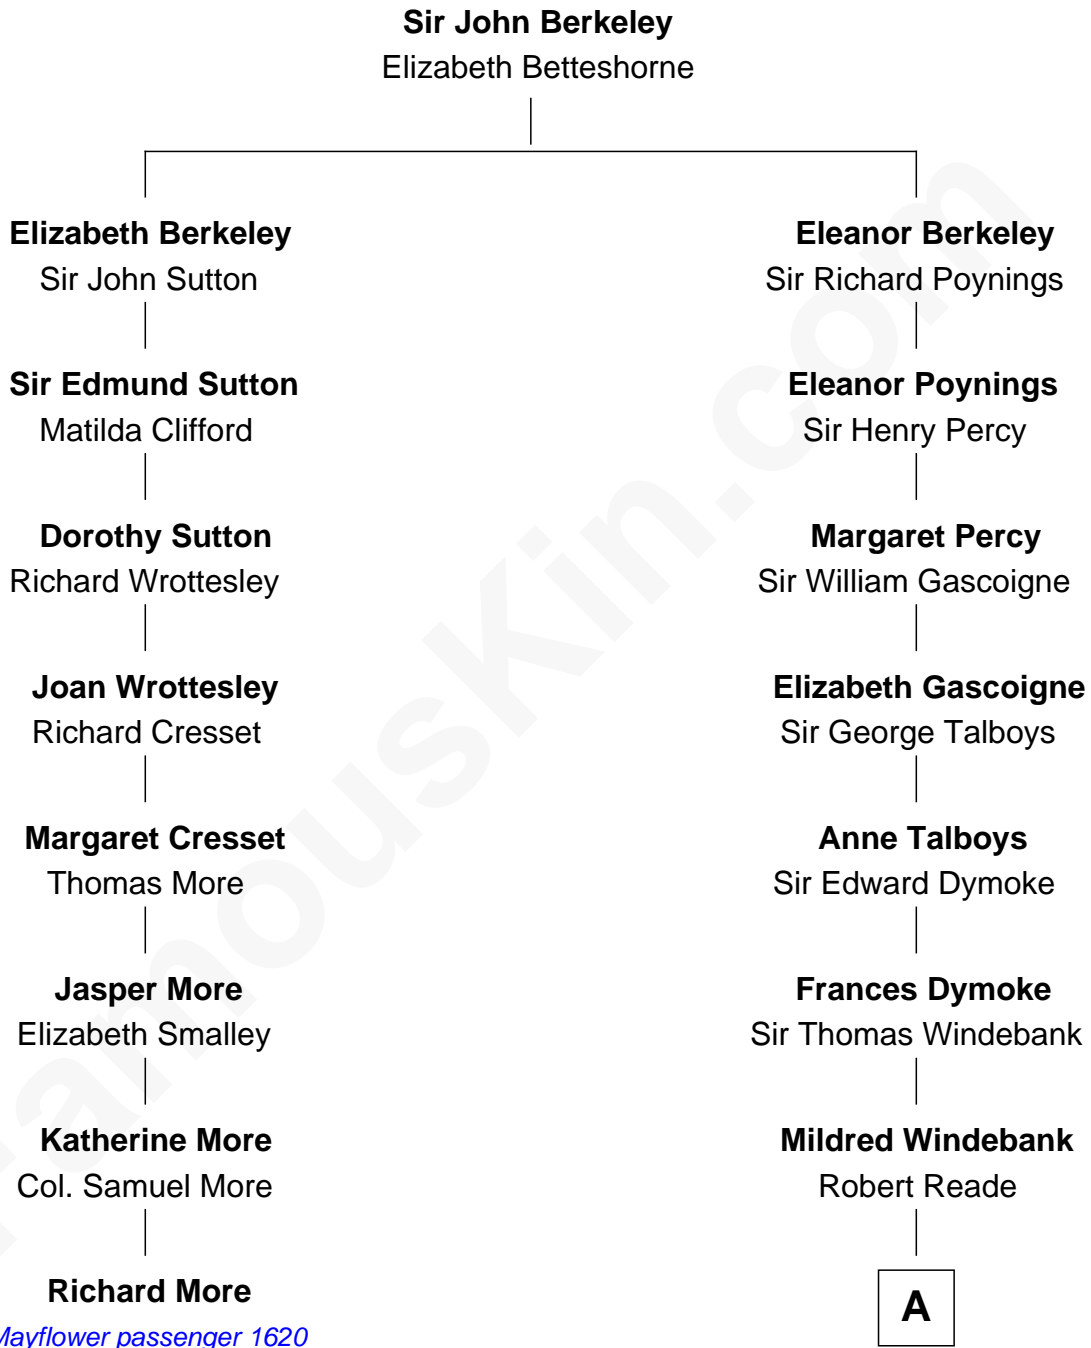 Sir John Berkeley
Elizabeth Betteshorne
Elizabeth Berkeley
Sir John Sutton
Eleanor Berkeley
Sir Richard Poynings
Sir Edmund Sutton
Matilda Clifford
Eleanor Poynings
Sir Henry Percy
Dorothy Sutton
Richard Wrottesley
Margaret Percy
Sir William Gascoigne
Joan Wrottesley
Richard Cresset
Elizabeth Gascoigne
Sir George Talboys
Margaret Cresset
Thomas More
Anne Talboys
Sir Edward Dymoke
Jasper More
Elizabeth Smalley
Frances Dymoke
Sir Thomas Windebank
Katherine More
Col. Samuel More
Mildred Windebank
Robert Reade
Richard More
Mayflower passenger 1620
A
FamousKin.com